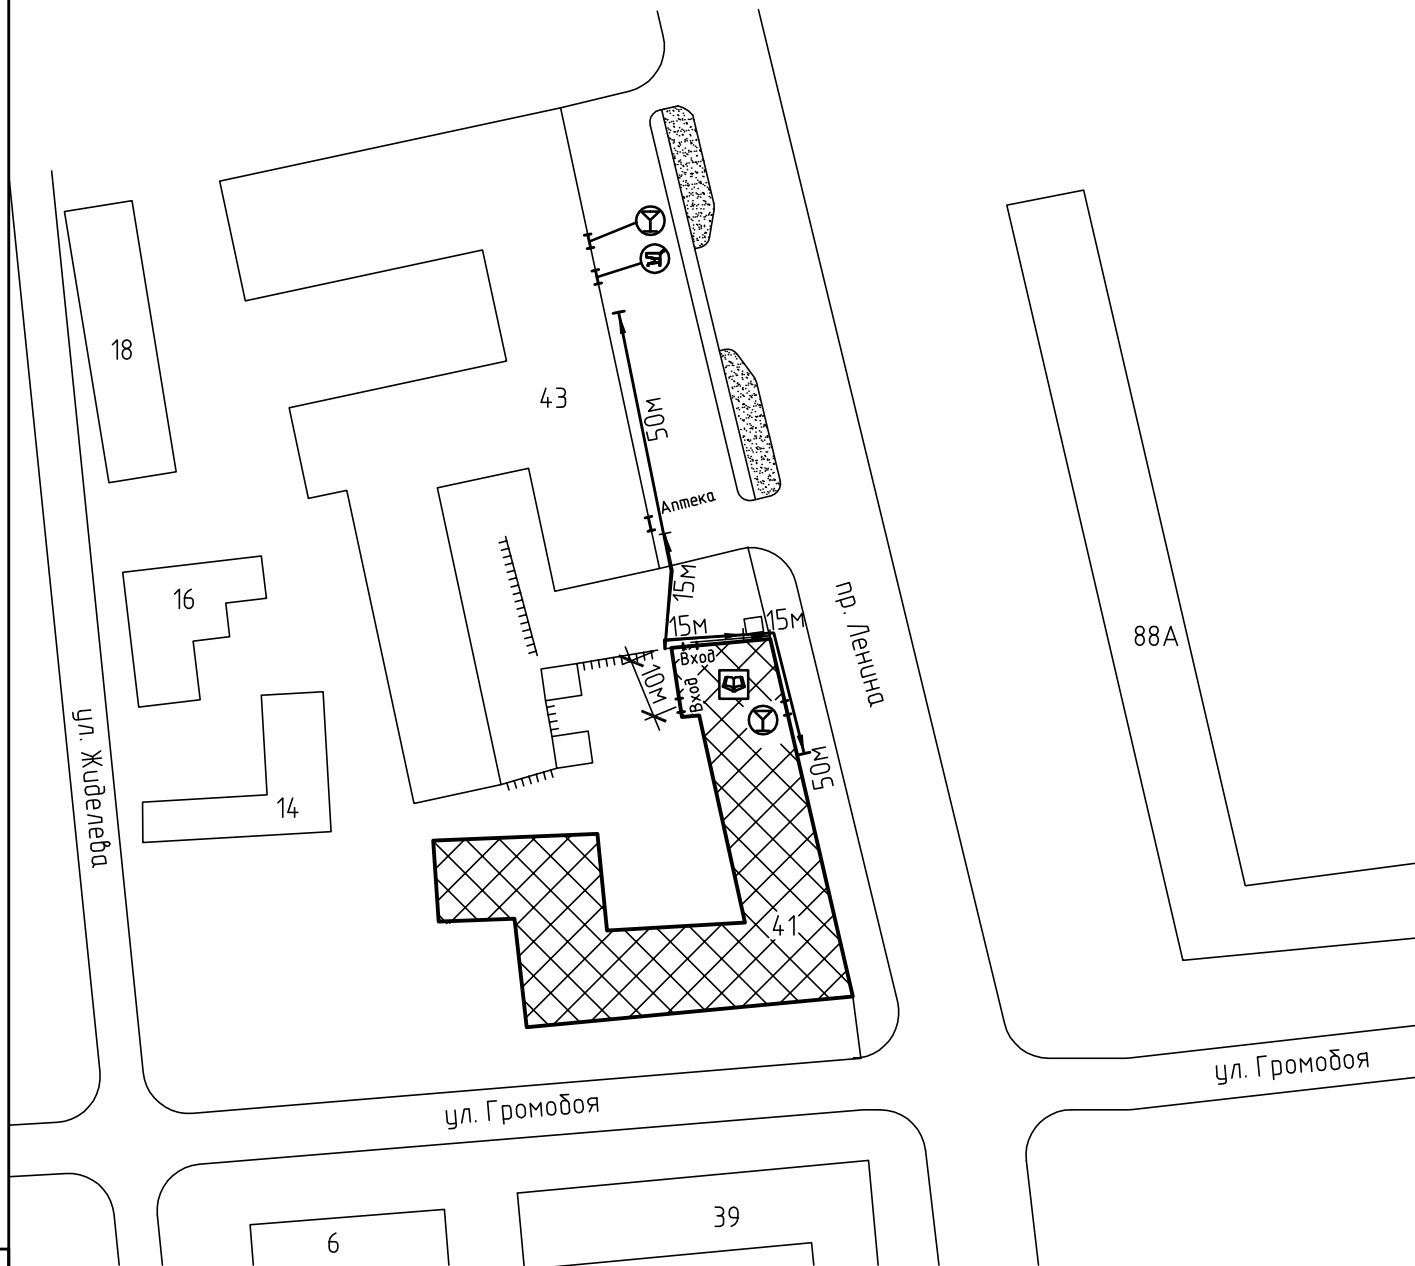 18
43
50м
Аптека
16
15м
15м
15м
пр. Ленина
88А
Вход
10м
Вход
ул. Жиделева
50м
14
41
ул. Громобоя
ул. Громобоя
39
6